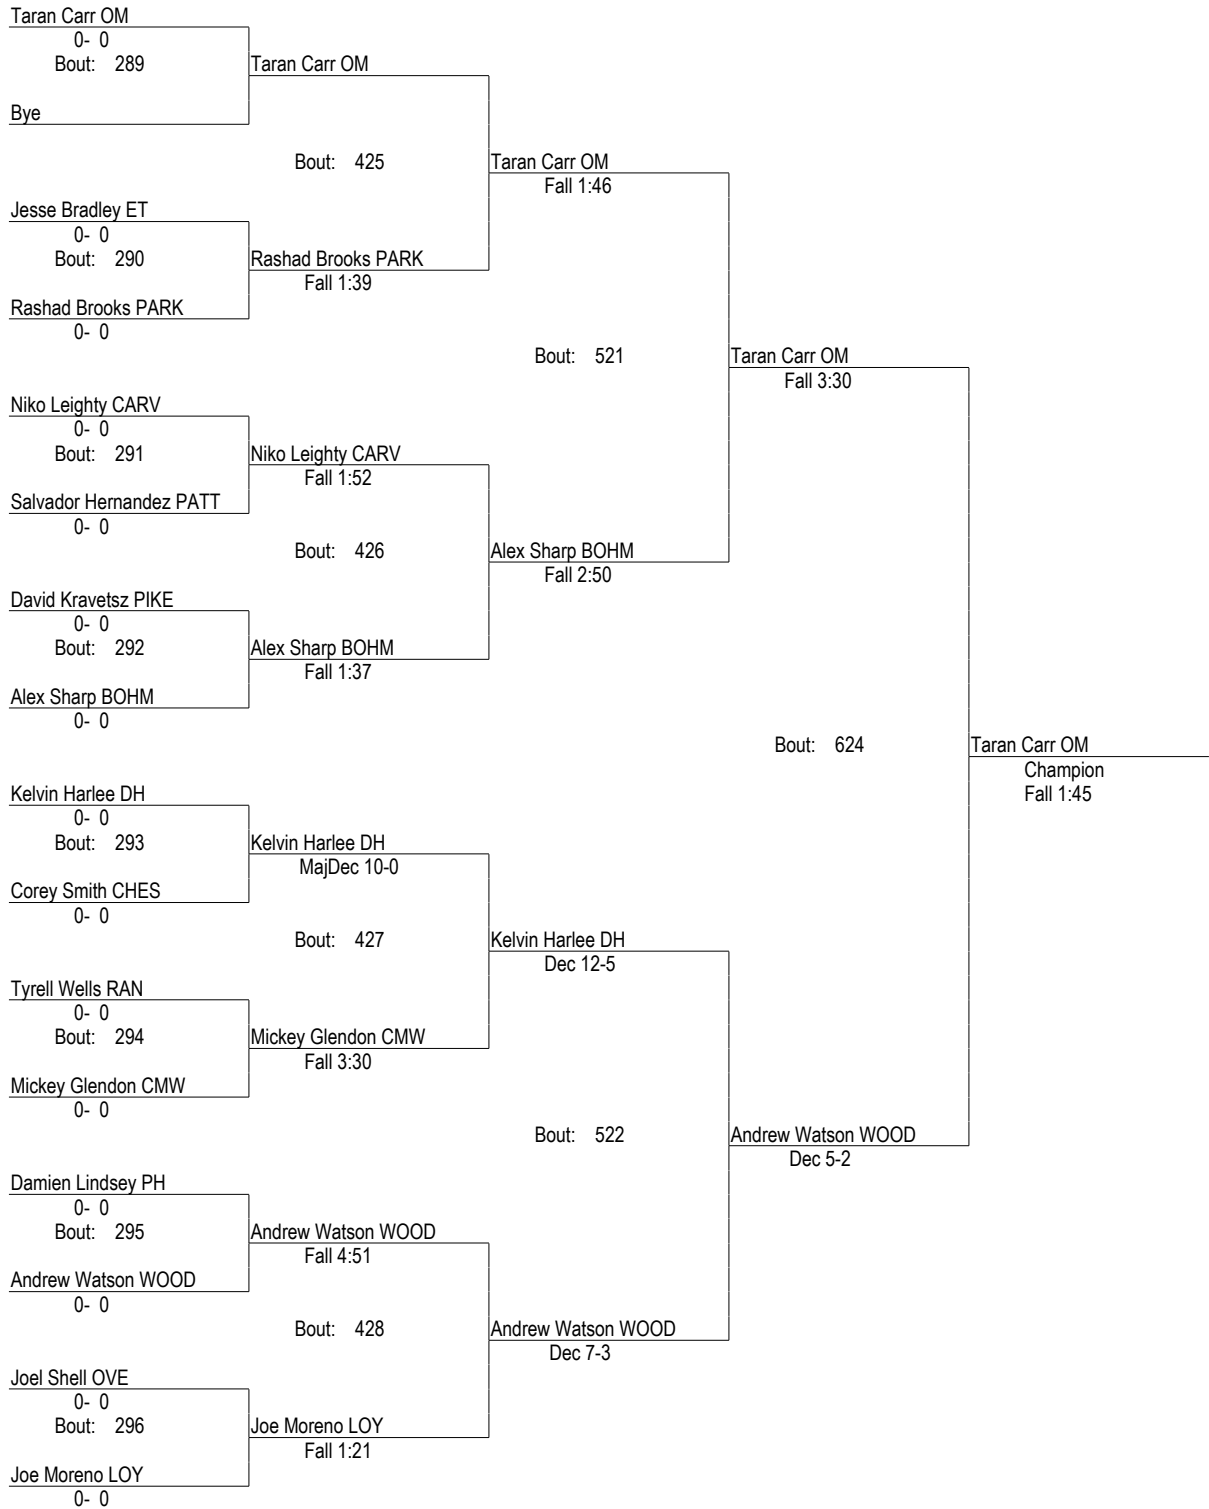 Taran Carr OM
0- 0
Bout: 289
Taran Carr OM
Bye
Bout: 425
Taran Carr OM
Fall 1:46
Jesse Bradley ET
0- 0
Bout: 290
Rashad Brooks PARK
Fall 1:39
Rashad Brooks PARK
0- 0
Bout: 521
Taran Carr OM
Fall 3:30
Niko Leighty CARV
0- 0
Bout: 291
Niko Leighty CARV
Fall 1:52
Salvador Hernandez PATT
0- 0
Bout: 426
Alex Sharp BOHM
Fall 2:50
David Kravetsz PIKE
0- 0
Bout: 292
Alex Sharp BOHM
Fall 1:37
Alex Sharp BOHM
0- 0
Bout: 624
Taran Carr OM
Champion
Fall 1:45
Kelvin Harlee DH
0- 0
Bout: 293
Kelvin Harlee DH
MajDec 10-0
Corey Smith CHES
0- 0
Bout: 427
Kelvin Harlee DH
Dec 12-5
Tyrell Wells RAN
0- 0
Bout: 294
Mickey Glendon CMW
Fall 3:30
Mickey Glendon CMW
0- 0
Bout: 522
Andrew Watson WOOD
Dec 5-2
Damien Lindsey PH
0- 0
Bout: 295
Andrew Watson WOOD
Fall 4:51
Andrew Watson WOOD
0- 0
Bout: 428
Andrew Watson WOOD
Dec 7-3
Joel Shell OVE
0- 0
Bout: 296
Joe Moreno LOY
Fall 1:21
Joe Moreno LOY
0- 0